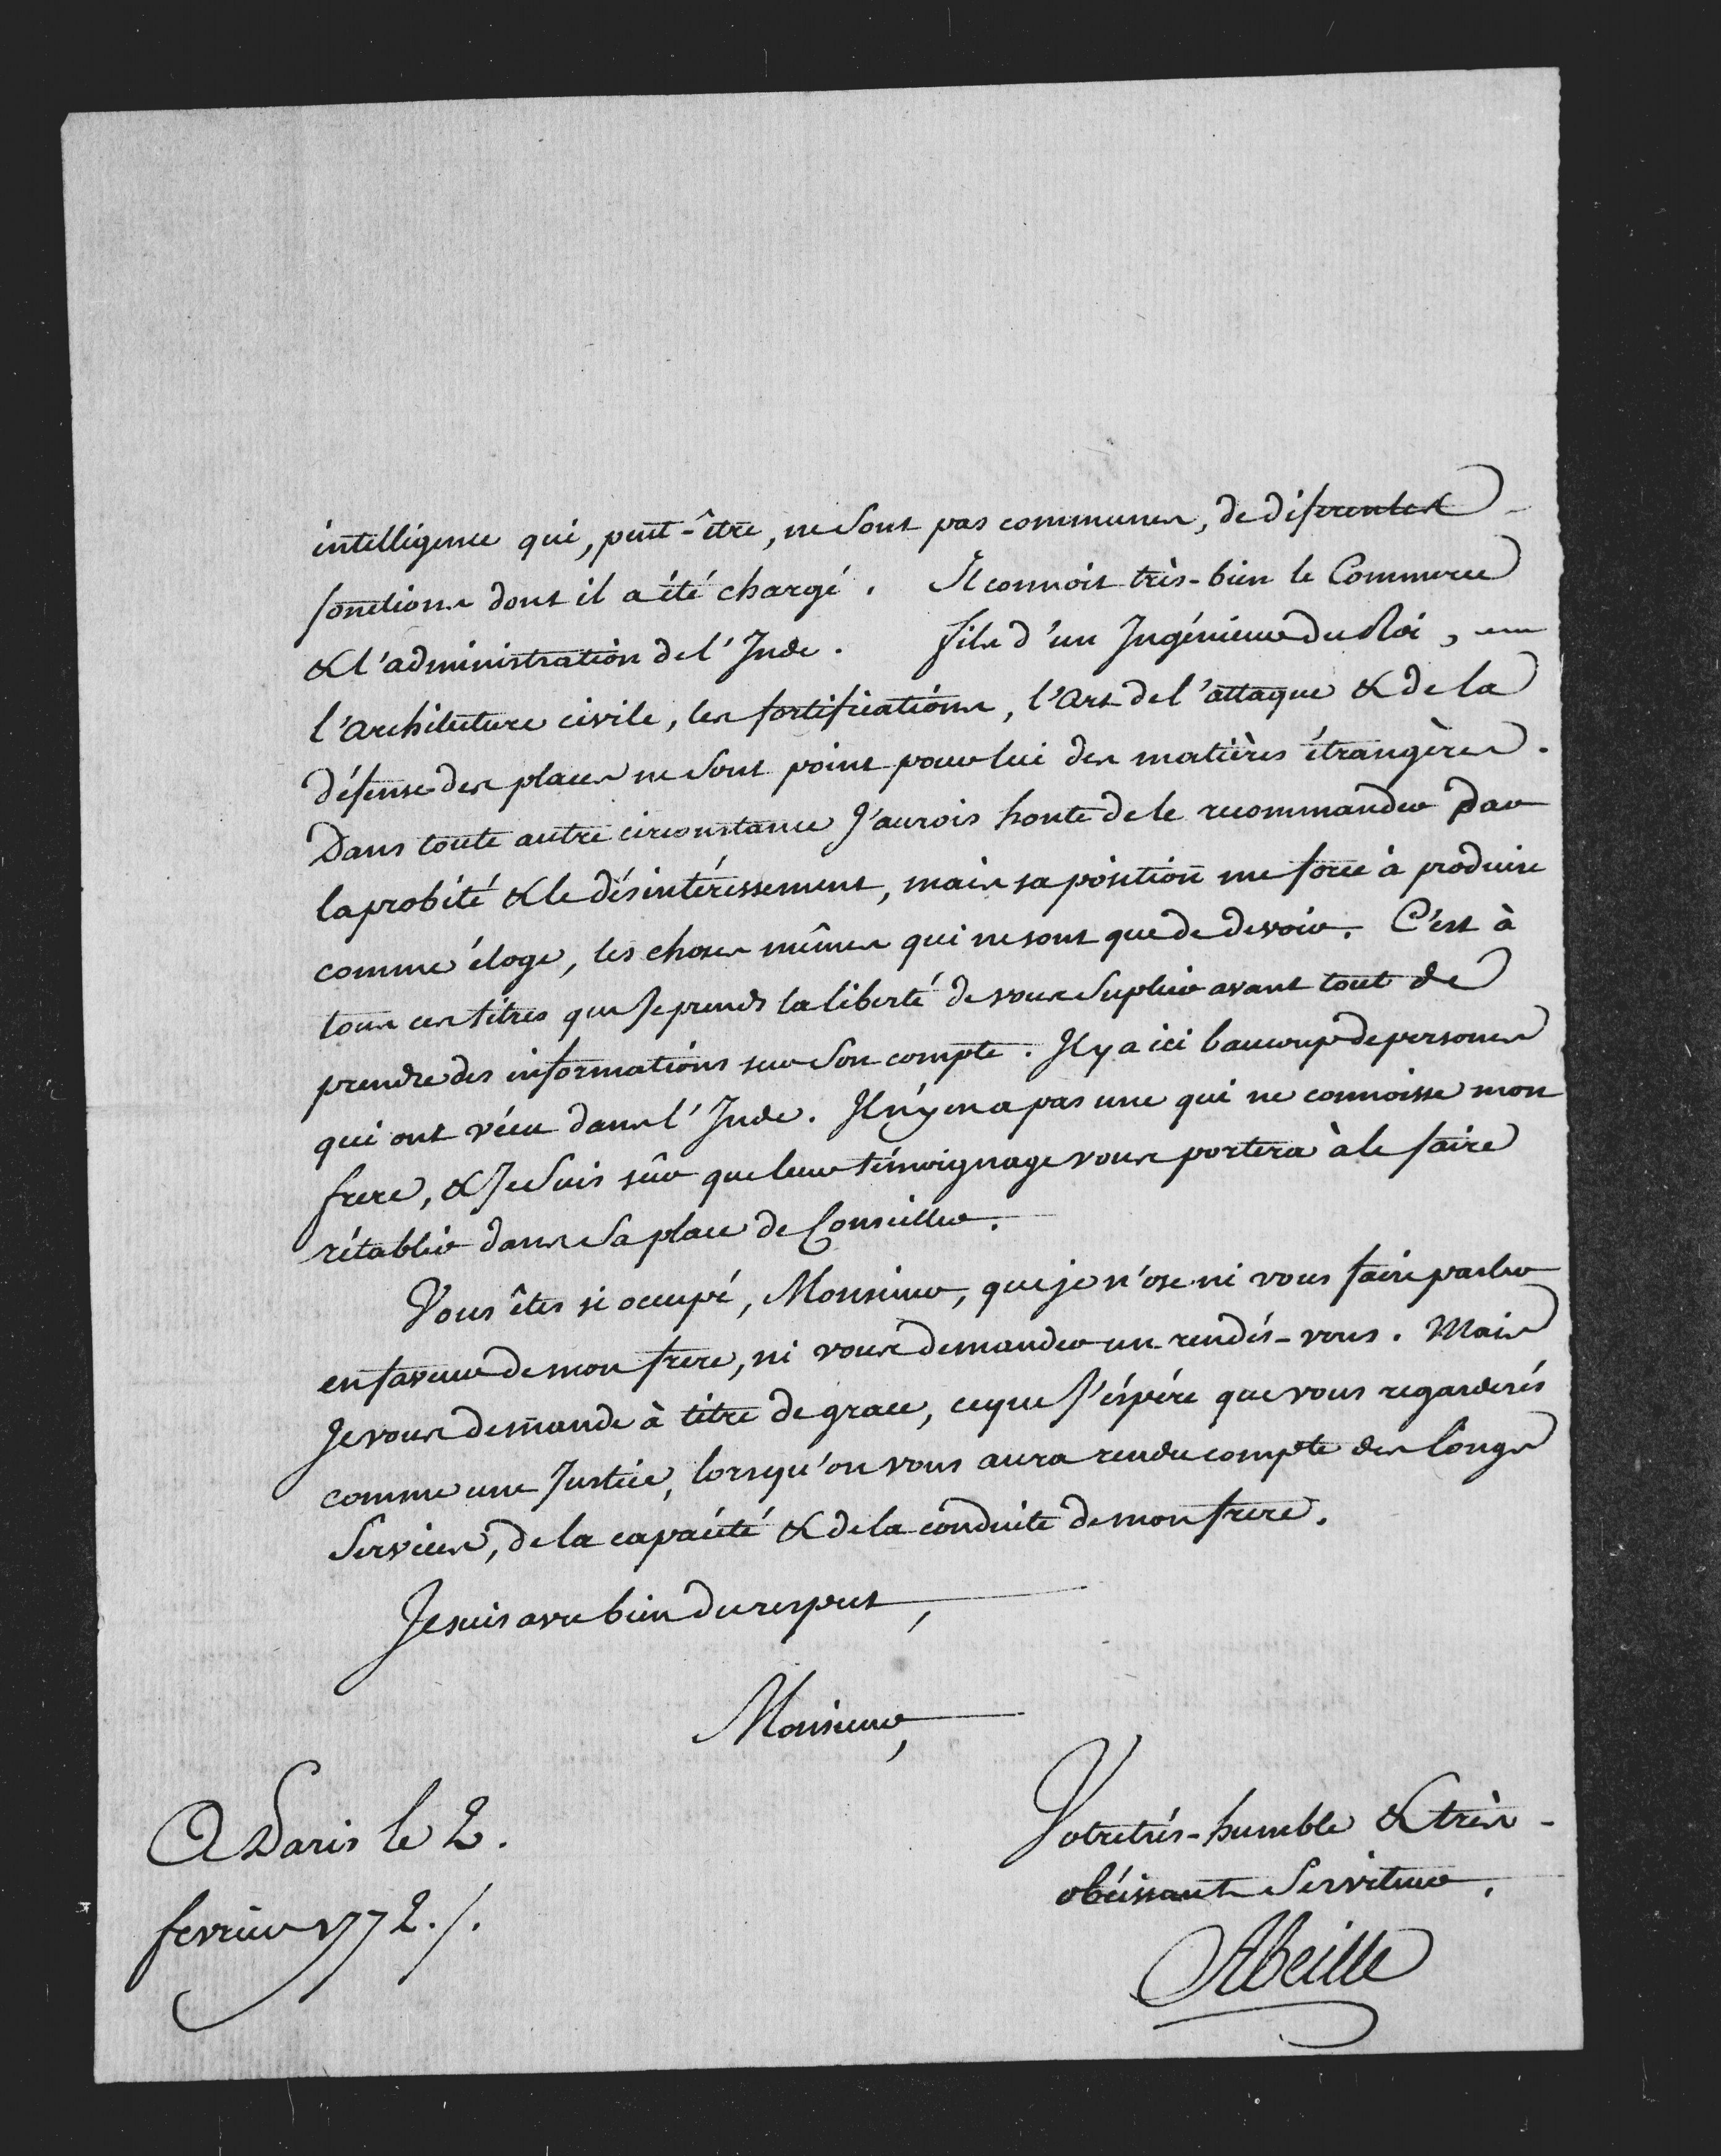 intelligence qui, peut-être, ne sont pas communes, de diferentes
fonctions dont il a été chargé. Il connoit très-bien le Commerce
& l'administration de l'Inde. fils d'un Ingénieur du Roi,
l'Architecture civile, les fortifications, l'Art de l'attaque & de la
défense des places ne sont point pour lui des matières étrangères.
Dans toute autre circonstance J'aurois honte de le recommander par
la probité & le désintéressement, mais sa position me force à produire
comme éloge, les choses mêmes qui ne sont que de devoir. C'est à
tous ces titres que Je prends la liberté de vous suplier avant tout de
prendre des informations sur son compte. Il y a ici baucoup de personnes
qui ont vécu dans l'Inde. Il n'y en a pas une qui ne connoisse mon
frere, & Je suis sûr que leur témoignage vous portera à le faire
rétablir dans sa place de Conseiller.
Vous êtes si occupé, Monsieur, que je n'ose ni vous faire parler
en faveur de mon frere, ni vous demander un rendés-vous. Mais
Je vous demande à titre de grace, ce que J'éspére que vous regarderés
comme une Justice, lorsqu'on vous aura rendu compte des longs
services, de la capacité & de la conduite de mon frere.
Je suis avec bien du respect,
Monsieur,
Votre très-humble & très-
obéissant Serviteur,
Abeille
A Paris le 2.
fevrier 1772./.